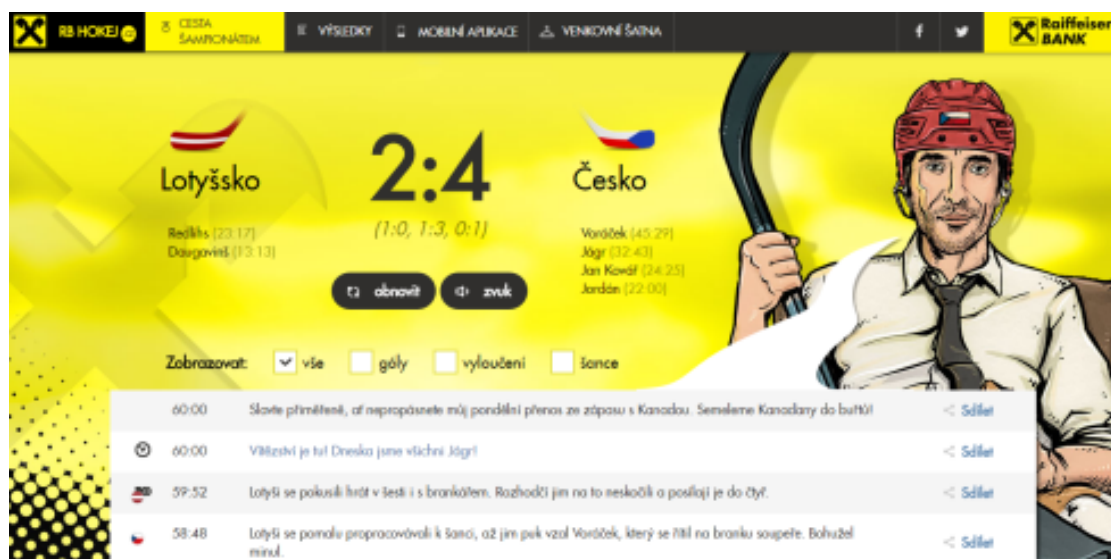 RB HOKEJ CZ
CESTA
ŠAMPIONÁTEM
VÝSLEDKY
MOBILNÍ APLIKACE
VENKOVNÍ ŠATNA
Raiffeisen
BANK
Lotyšsko
2:4
Česko
(1:0, 1:3, 0:1)
Redlihs (23:17)
Daugaviņš (13:13)
Voráček (45:29)
Jágr (32:43)
Jan Kovář (24:25)
Jordán (22:00)
obnovit
zvuk
Zobrazovat: vše góly vyloučení šance
60:00 Slavte přiměřeně, ať nepropásnete můj pondělní přenos ze zápasu s Kanadou. Semeleme Kanaďany do buřtů! Sdílet
60:00 Vítězství je tu! Dneska jsme všichni Jágr! Sdílet
59:52 Lotyši se pokusili hrát v šesti i s brankářem. Rozhodčí jim na to neskočili a posílají je do čtyř. Sdílet
58:48 Lotyši se pomalu propracovávali k šanci, až jim puk vzal Voráček, který se řítil na branku soupeře. Bohužel
minul. Sdílet